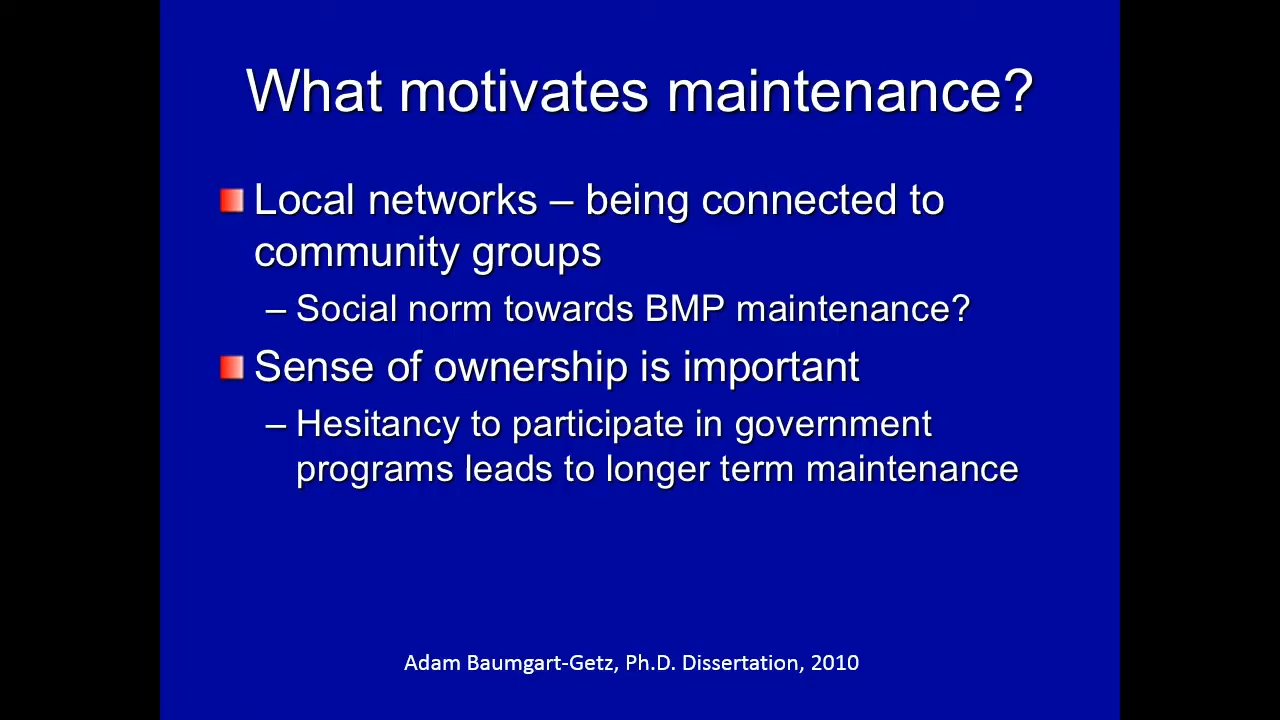 What motivates maintenance?
Local networks – being connected to
community groups
– Social norm towards BMP maintenance?
Sense of ownership is important
– Hesitancy to participate in government
programs leads to longer term maintenance
Adam Baumgart-Getz, Ph.D. Dissertation, 2010